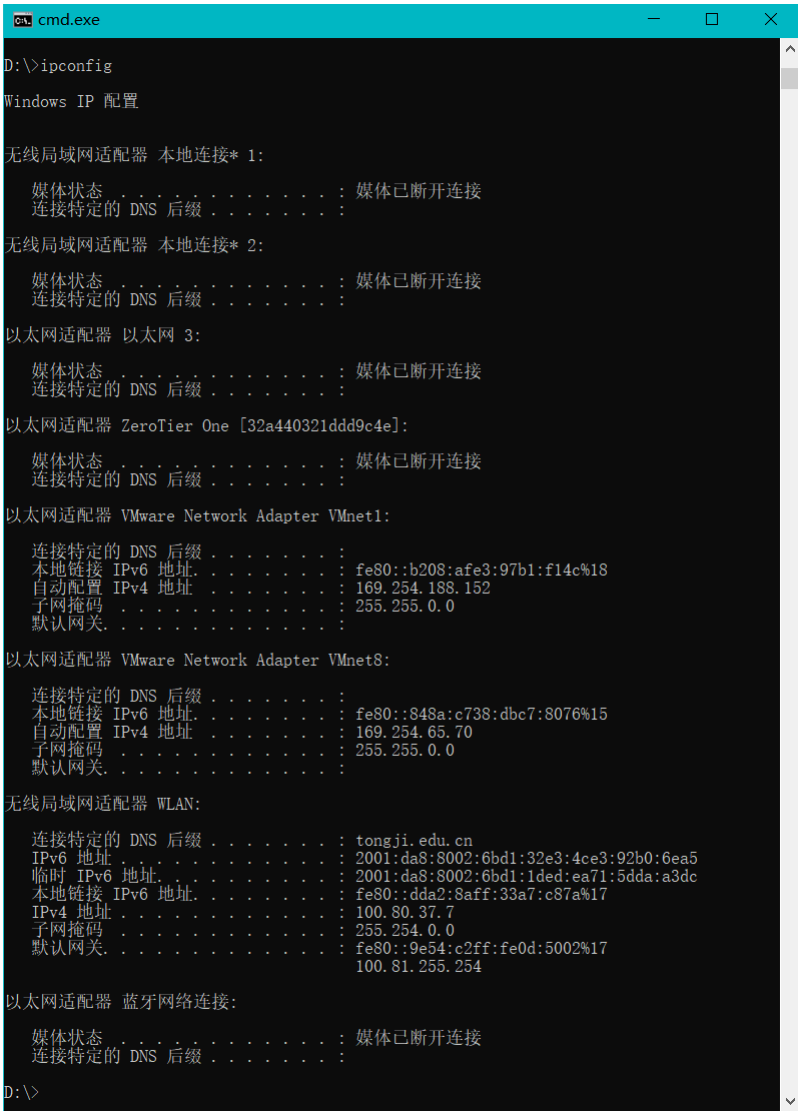 cmd.exe
D:\>ipconfig
Windows IP 配置
无线局域网适配器 本地连接* 1:
媒体状态 . . . . . . . . . . . . : 媒体已断开连接
连接特定的 DNS 后缀 . . . . . . . :
无线局域网适配器 本地连接* 2:
媒体状态 . . . . . . . . . . . . : 媒体已断开连接
连接特定的 DNS 后缀 . . . . . . . :
以太网适配器 以太网 3:
媒体状态 . . . . . . . . . . . . : 媒体已断开连接
连接特定的 DNS 后缀 . . . . . . . :
以太网适配器 ZeroTier One [32a440321ddd9c4e]:
媒体状态 . . . . . . . . . . . . : 媒体已断开连接
连接特定的 DNS 后缀 . . . . . . . :
以太网适配器 VMware Network Adapter VMnet1:
连接特定的 DNS 后缀 . . . . . . . :
本地链接 IPv6 地址. . . . . . . . : fe80::b208:afe3:97b1:f14c%18
自动配置 IPv4 地址 . . . . . . . : 169.254.188.152
子网掩码 . . . . . . . . . . . . : 255.255.0.0
默认网关. . . . . . . . . . . . . :
以太网适配器 VMware Network Adapter VMnet8:
连接特定的 DNS 后缀 . . . . . . . :
本地链接 IPv6 地址. . . . . . . . : fe80::848a:c738:dbc7:8076%15
自动配置 IPv4 地址 . . . . . . . : 169.254.65.70
子网掩码 . . . . . . . . . . . . : 255.255.0.0
默认网关. . . . . . . . . . . . . :
无线局域网适配器 WLAN:
连接特定的 DNS 后缀 . . . . . . . : tongji.edu.cn
IPv6 地址 . . . . . . . . . . . . : 2001:da8:8002:6bd1:32e3:4ce3:92b0:6ea5
临时 IPv6 地址. . . . . . . . . . : 2001:da8:8002:6bd1:1ded:ea71:5dda:a3dc
本地链接 IPv6 地址. . . . . . . . : fe80::dda2:8aff:33a7:c87a%17
IPv4 地址 . . . . . . . . . . . . : 100.80.37.7
子网掩码 . . . . . . . . . . . . : 255.254.0.0
默认网关. . . . . . . . . . . . . : fe80::9e54:c2ff:fe0d:5002%17
100.81.255.254
以太网适配器 蓝牙网络连接:
媒体状态 . . . . . . . . . . . . : 媒体已断开连接
连接特定的 DNS 后缀 . . . . . . . :
D:\>